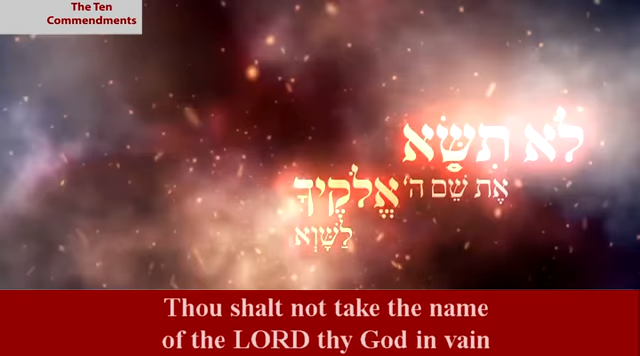 The Ten
Commendments
לֹא תִשָּׂא
אֶת שֵׁם ה' אֱלֹקֶיךָ
לַשָּׁוְא
Thou shalt not take the name
of the LORD thy God in vain